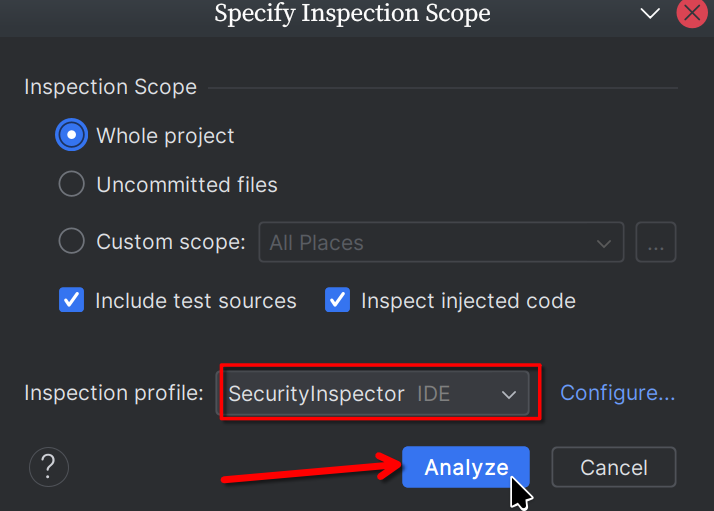 Specify Inspection Scope
Inspection Scope
Whole project
Uncommitted files
Custom scope: All Places ...
Include test sources Inspect injected code
Inspection profile: SecurityInspector IDE Configure...
? Analyze Cancel